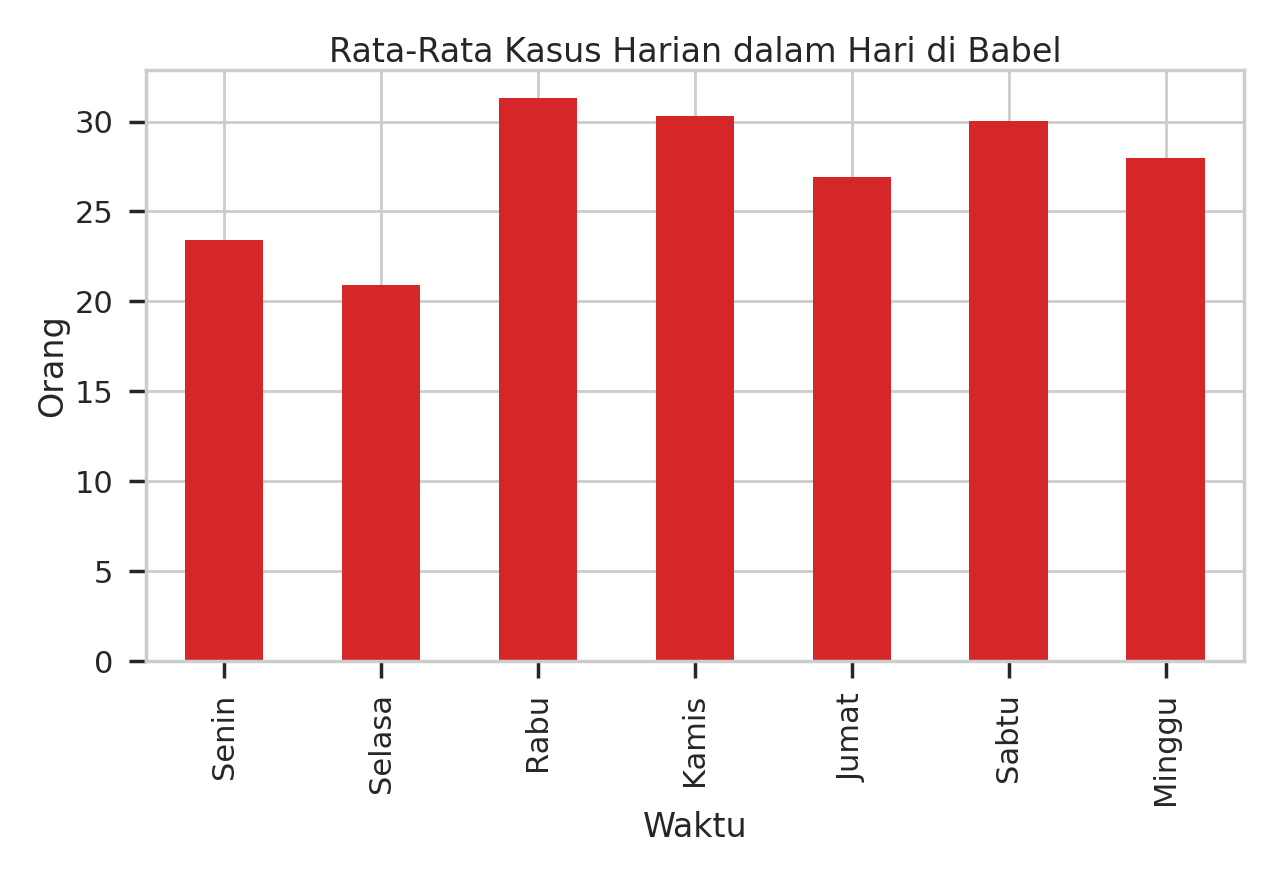 Rata-Rata Kasus Harian dalam Hari di Babel
30
25
20
15
10
5
0
Orang
Senin
Selasa
Rabu
Kamis
Jumat
Sabtu
Minggu
Waktu